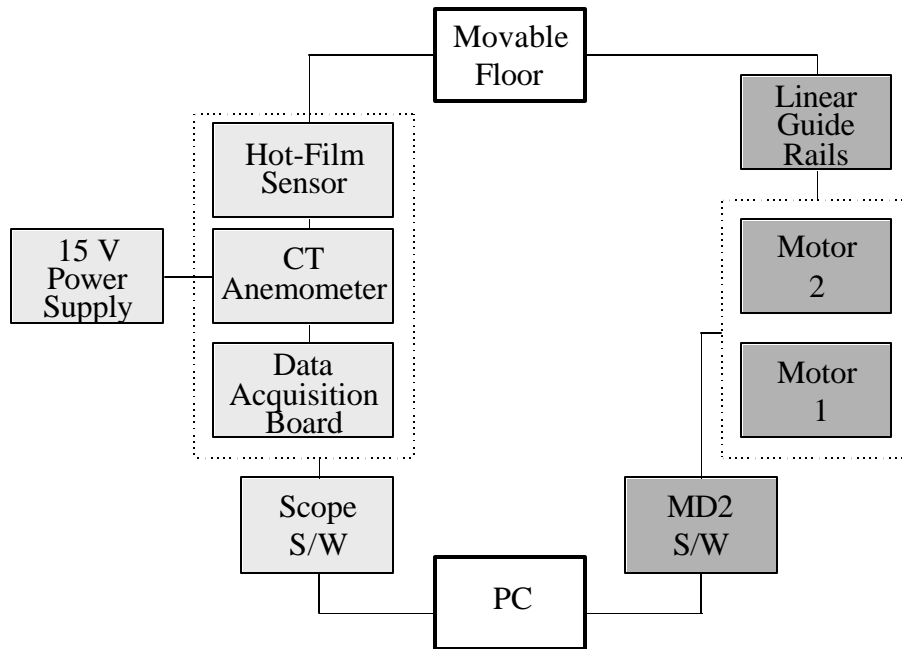 Movable
Floor
Linear
Guide
Rails
Hot-Film
Sensor
15 V
Power
Supply
CT
Anemometer
Motor
2
Data
Acquisition
Board
Motor
1
Scope
S/W
MD2
S/W
PC